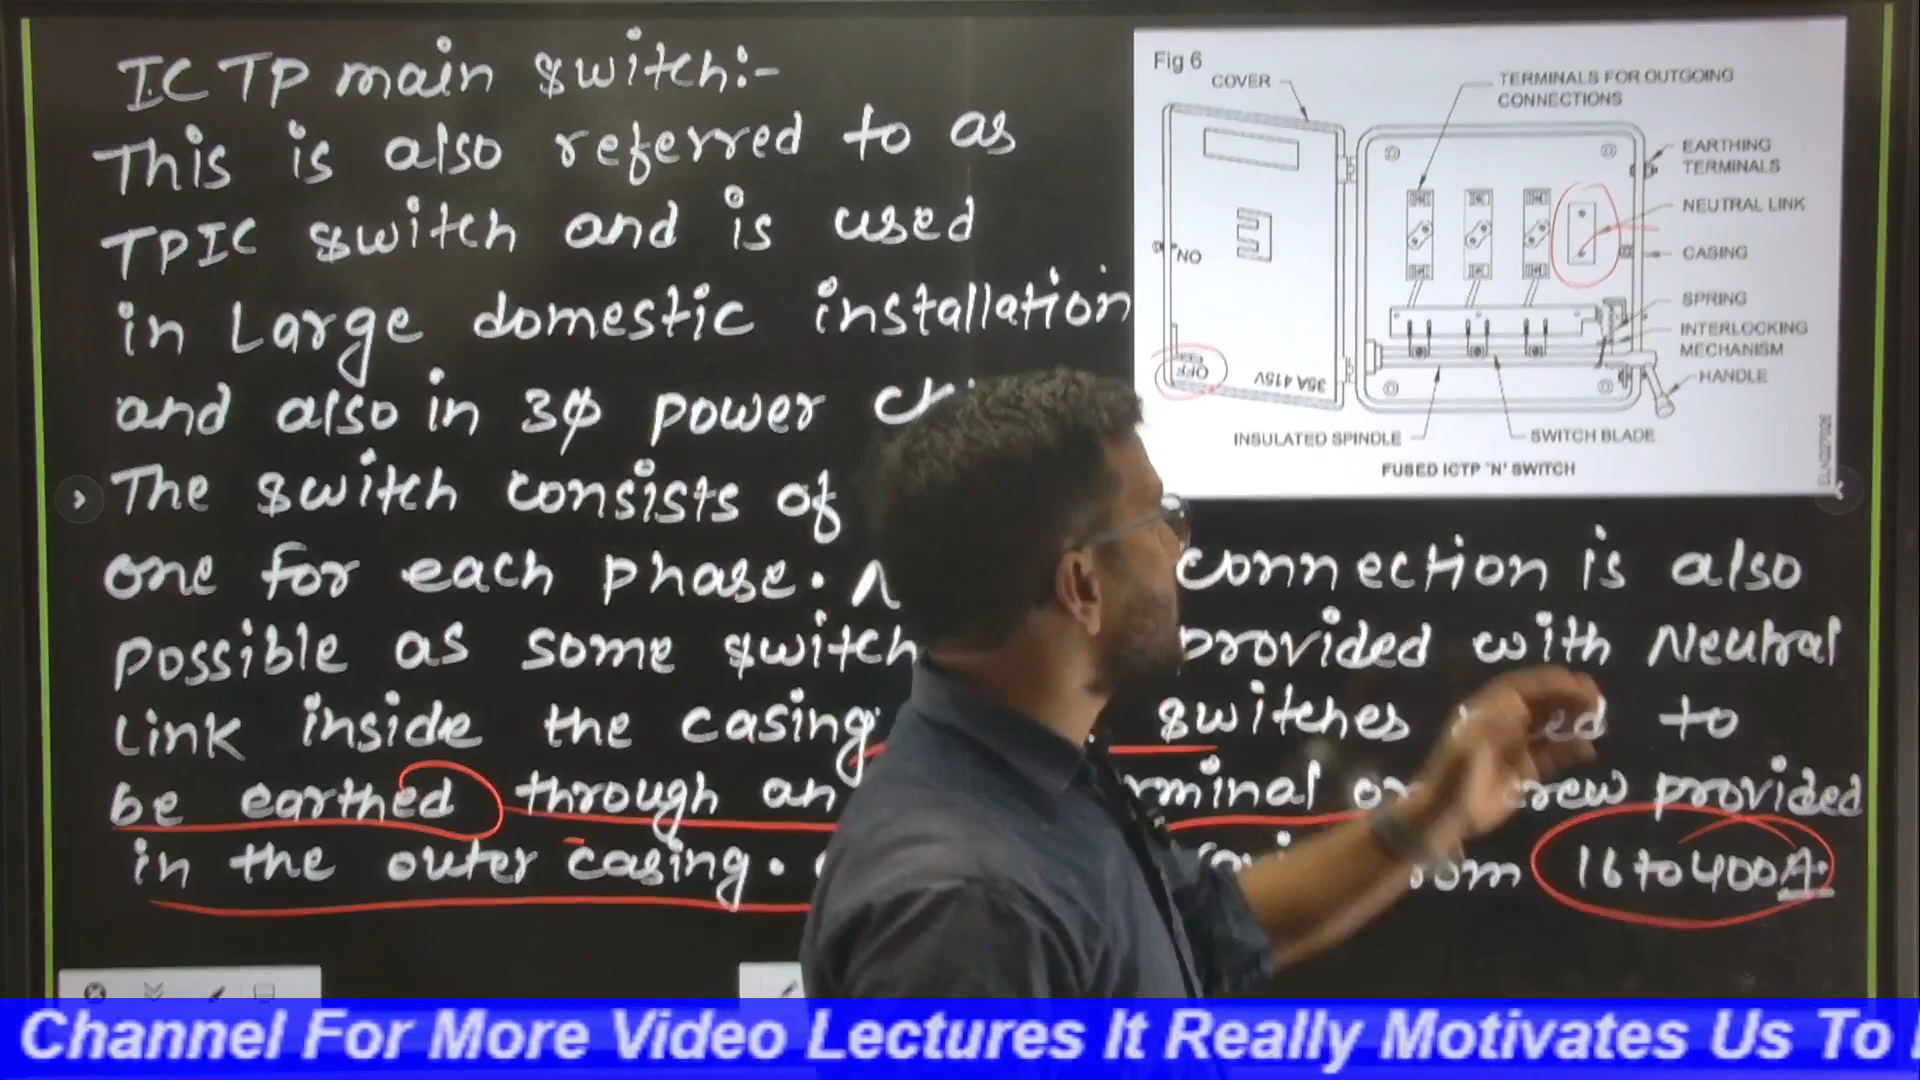 ICTP main switch:-
This is also referred to as
TPIC switch and is used
in Large domestic installation
and also in 3φ power
The switch consists of
one for each phase. connection is also
possible as some switch provided with Neutral
Link inside the casing. switches to
be earthed through an or provided
in the outer casing. 16 to 400A.
Fig 6
COVER
TERMINALS FOR OUTGOING
CONNECTIONS
EARTHING
TERMINALS
NEUTRAL LINK
CASING
SPRING
INTERLOCKING
MECHANISM
HANDLE
ON
OFF
35A 415V
INSULATED SPINDLE
SWITCH BLADE
FUSED ICTP 'N' SWITCH
Channel For More Video Lectures It Really Motivates Us To